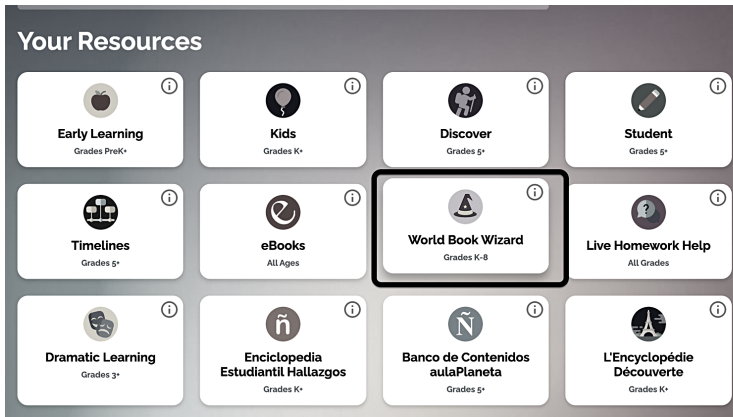 Your Resources
Early Learning
Grades PreK+
Kids
Grades K+
Discover
Grades 5+
Student
Grades 5+
Timelines
Grades 5+
eBooks
All Ages
World Book Wizard
Grades K-8
Live Homework Help
All Grades
Dramatic Learning
Grades 3+
ñ
Enciclopedia
Estudiantil Hallazgos
Grades K+
Ñ
Banco de Contenidos
aulaPlaneta
Grades 5+
L'Encyclopédie
Découverte
Grades K+